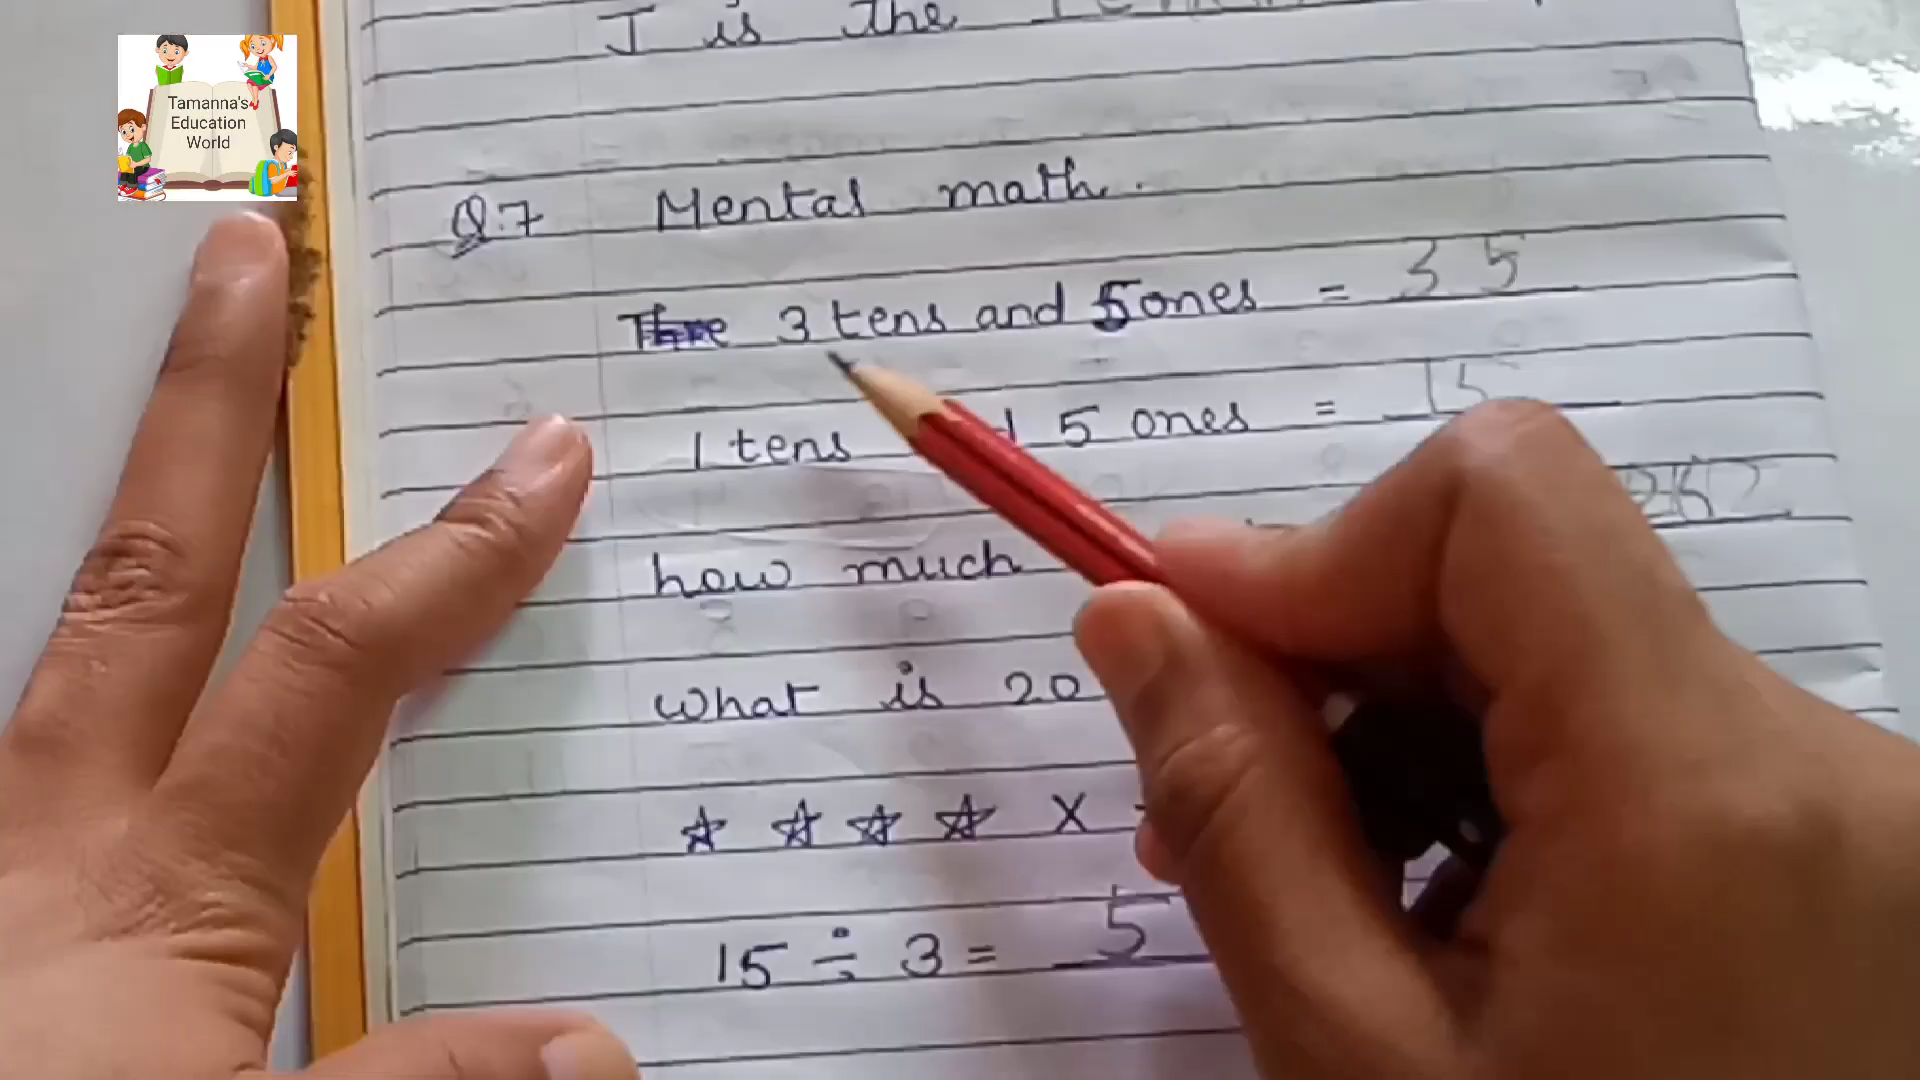 I is the
Tamanna's
Education
World
Q.7 Mental math.
3 tens and 5 ones = 35
1 tens 5 ones = 15
how much
What is 20
X
15 ÷ 3 = 5